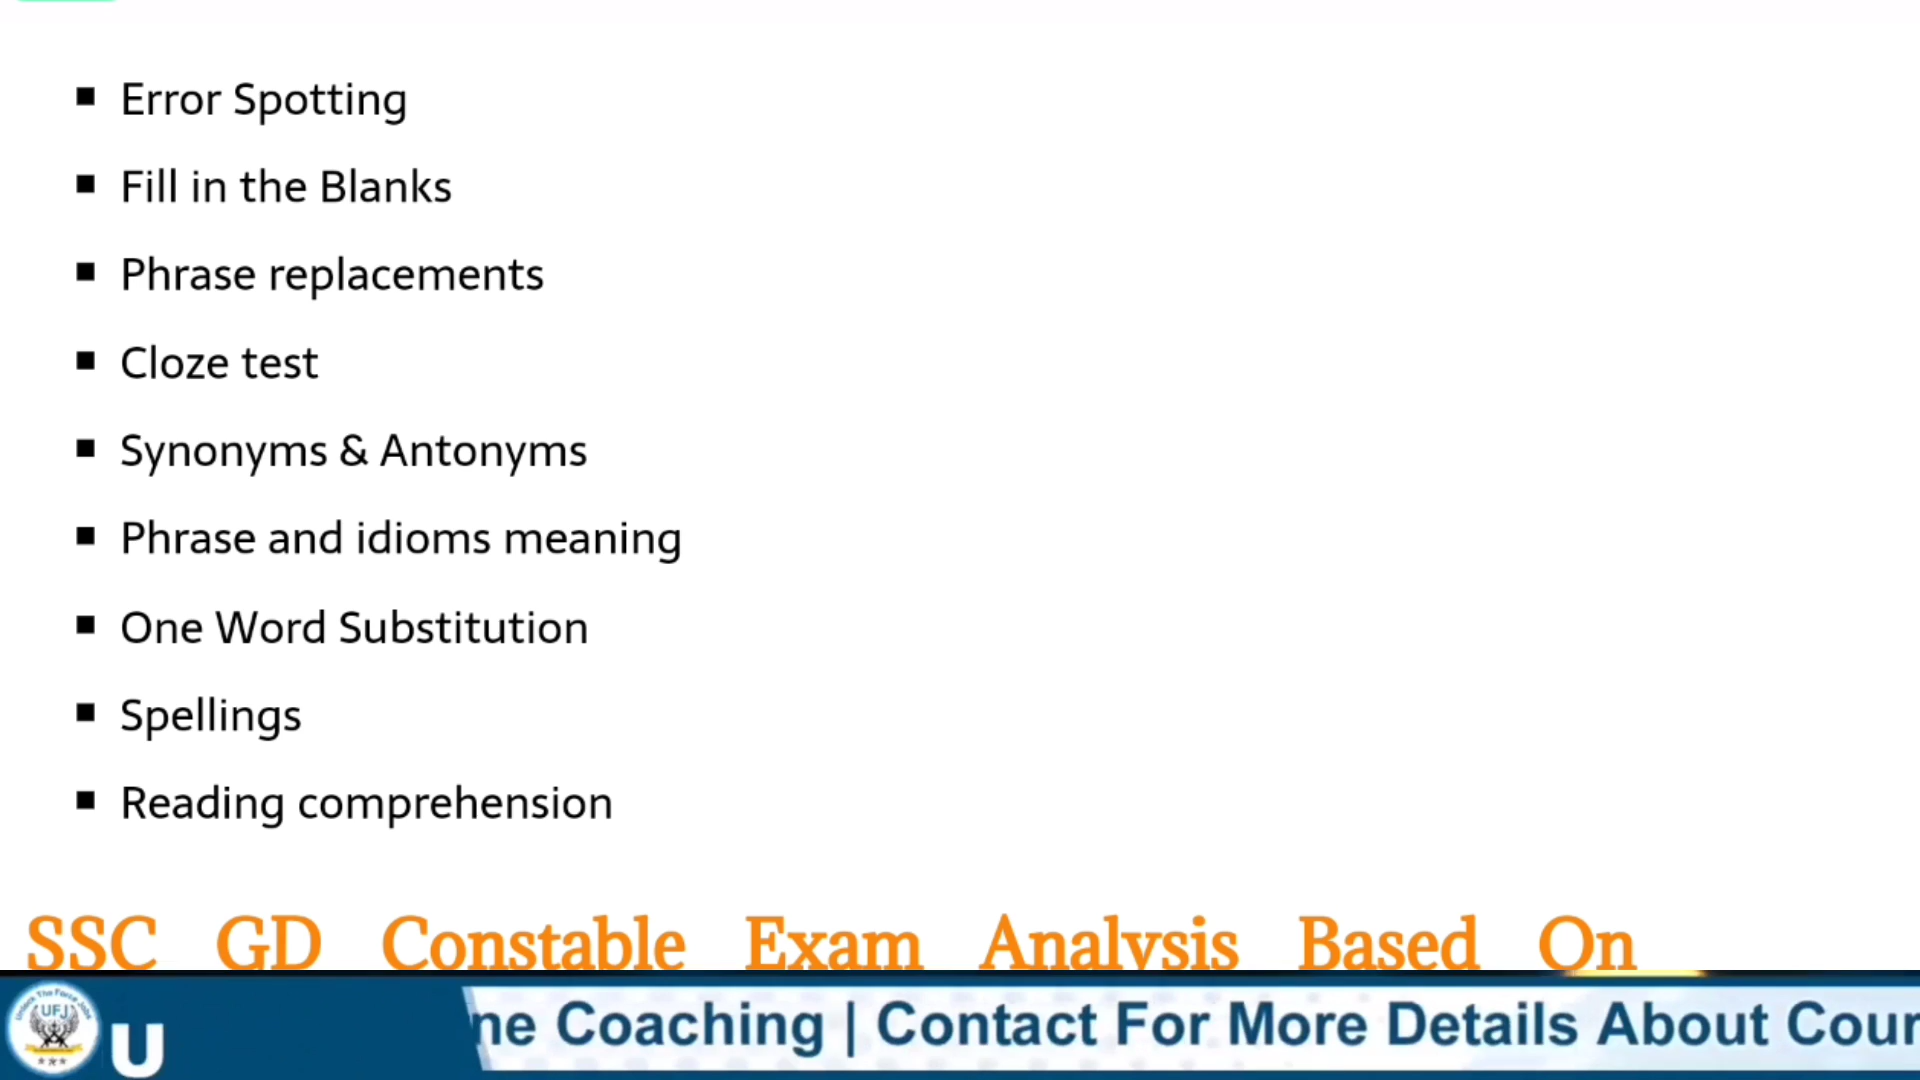 ▪ Error Spotting
▪ Fill in the Blanks
▪ Phrase replacements
▪ Cloze test
▪ Synonyms & Antonyms
▪ Phrase and idioms meaning
▪ One Word Substitution
▪ Spellings
▪ Reading comprehension
SSC GD Constable Exam Analysis Based On
UFJ
U
ne Coaching | Contact For More Details About Cour